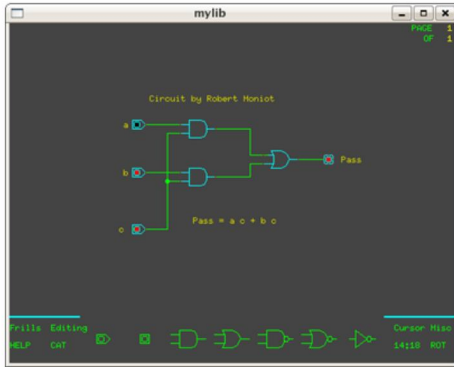 mylib
PAGE 1
OF 1
Circuit by Robert Moniot
a
b
Pass
c
Pass = a c + b c
Frills Editing
Cursor Misc
HELP CAT
14:18 ROT